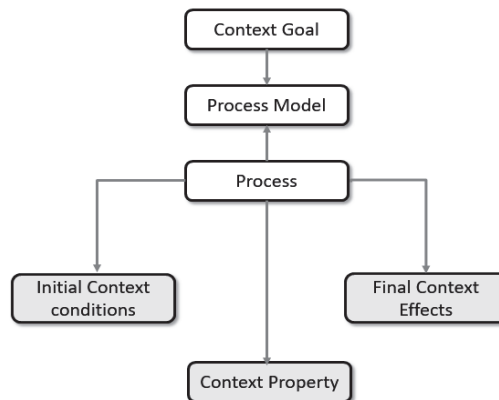 Context Goal
Process Model
Process
Initial Context
conditions
Final Context
Effects
Context Property